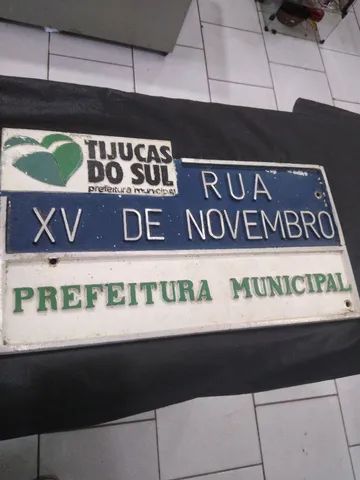 TIJUCAS
DO SUL
prefeitura municipal
RUA
XV DE NOVEMBRO
PREFEITURA MUNICIPAL